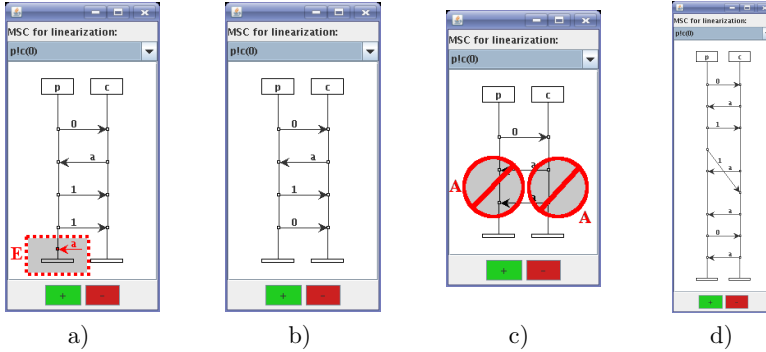 MSC for linearization:
p!c(0)
p c
0
a
1
1
E a
+ -
a)
MSC for linearization:
p!c(0)
p c
0
a
1
0
+ -
b)
MSC for linearization:
p!c(0)
p c
0
a
A
a
A
+ -
c)
MSC for linearization:
p!c(0)
p c
0
a
1
1
a
a
0
a
+ -
d)